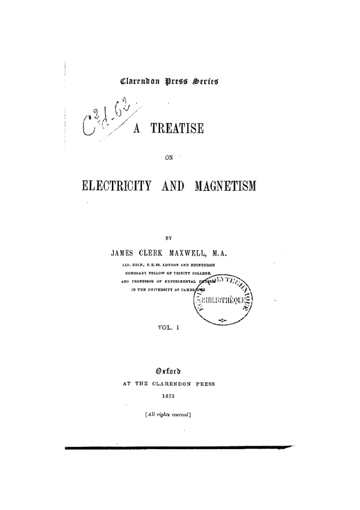 Clarendon Press Series
A TREATISE
ON
ELECTRICITY AND MAGNETISM
BY
JAMES CLERK MAXWELL, M.A.
LLD. EDIN., F.R.SS. LONDON AND EDINBURGH
HONORARY FELLOW OF TRINITY COLLEGE,
AND PROFESSOR OF EXPERIMENTAL
IN THE UNIVERSITY OF
BIBLIOTHÈQUE
VOL. I
Oxford
AT THE CLARENDON PRESS
1873
[All rights reserved]